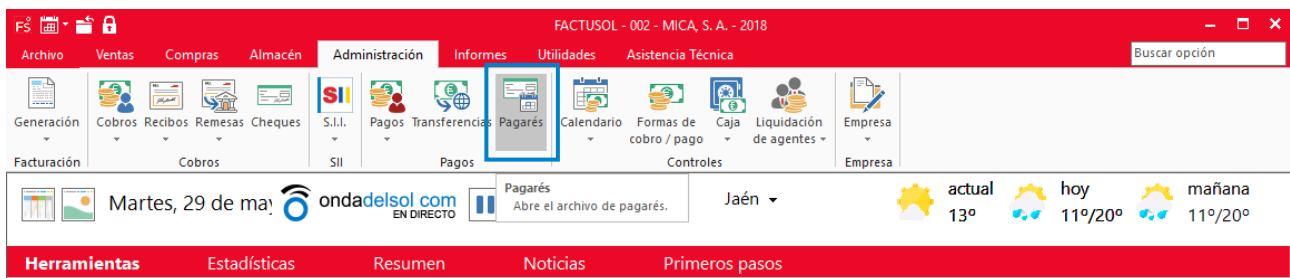 FS
FACTUSOL - 002 - MICA, S. A. - 2018
Archivo Ventas Compras Almacén Administración Informes Utilidades Asistencia Técnica Buscar opción
Generación Cobros Recibos Remesas Cheques S.I.I. Pagos Transferencias Pagarés Calendario Formas de cobro / pago Caja Liquidación de agentes Empresa
Facturación Cobros SII Pagos Controles Empresa
Martes, 29 de may ondadelsol com EN DIRECTO Jaén
Pagarés
Abre el archivo de pagarés.
actual hoy mañana
13º 11º/20º 11º/20º
Herramientas Estadísticas Resumen Noticias Primeros pasos